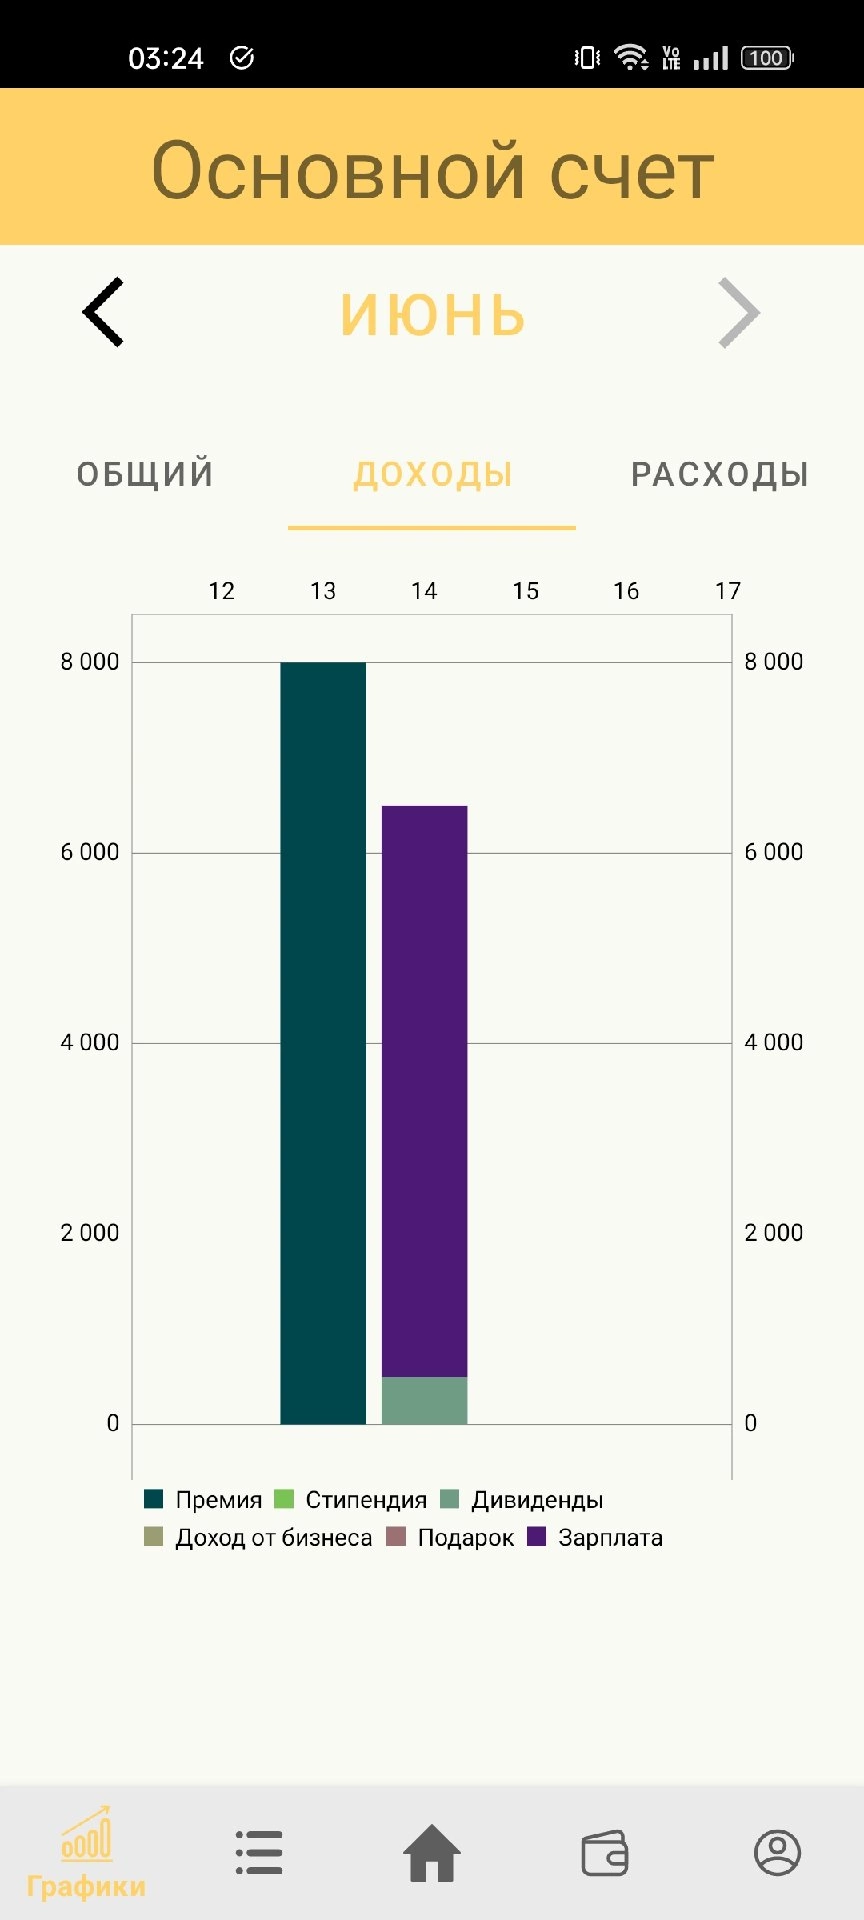 03:24 Vo LTE 100
Основной счет
ИЮНЬ
ОБЩИЙ ДОХОДЫ РАСХОДЫ
12 13 14 15 16 17
8 000 8 000
6 000 6 000
4 000 4 000
2 000 2 000
0 0
Премия Стипендия Дивиденды
Доход от бизнеса Подарок Зарплата
Графики